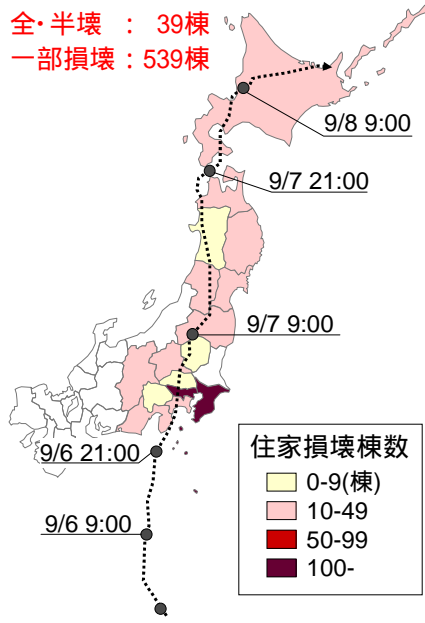 全・半壊 : 39棟
一部損壊 : 539棟
9/8 9:00
9/7 21:00
9/7 9:00
9/6 21:00
9/6 9:00
住家損壊棟数
0-9(棟)
10-49
50-99
100-